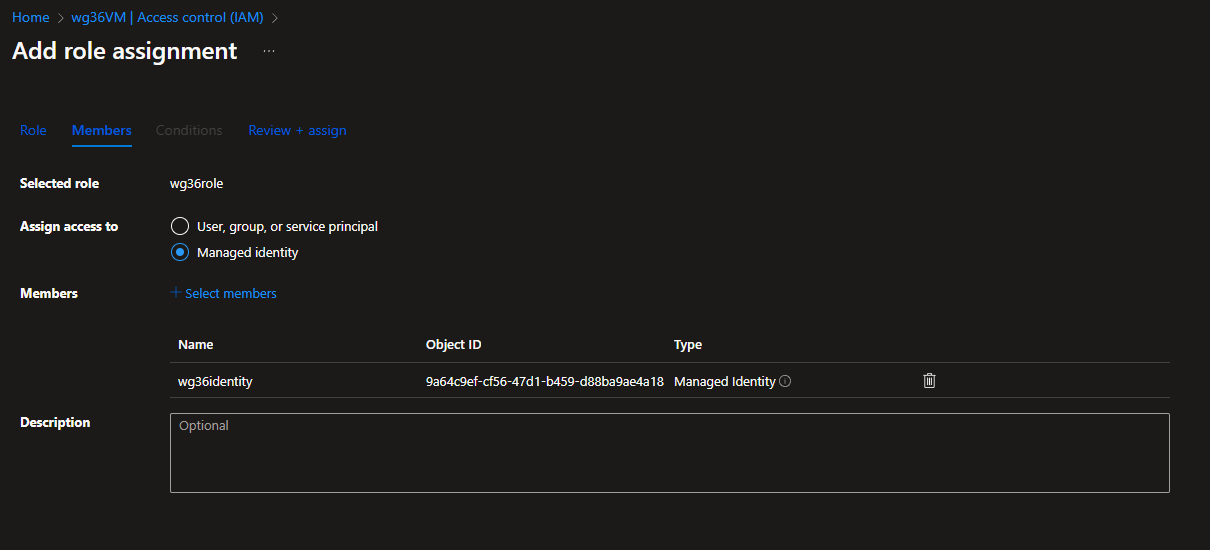 Home > wg36VM | Access control (IAM) >
Add role assignment ...
Role Members Conditions Review + assign
Selected role wg36role
Assign access to User, group, or service principal
Managed identity
Members + Select members
Name Object ID Type
wg36identity 9a64c9ef-cf56-47d1-b459-d88ba9ae4a18 Managed Identity
Description Optional